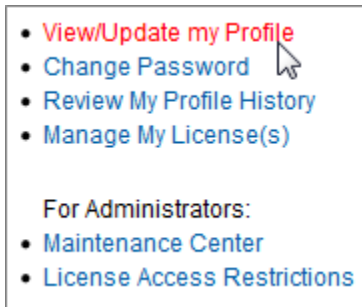 View/Update my Profile
Change Password
Review My Profile History
Manage My License(s)
For Administrators:
Maintenance Center
License Access Restrictions